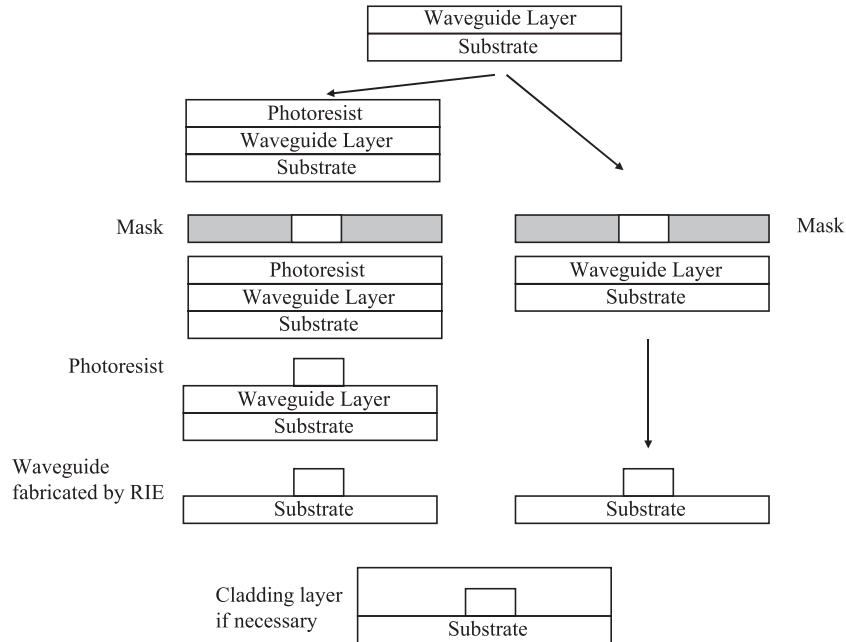 Waveguide Layer
Substrate
Photoresist
Waveguide Layer
Substrate
Mask
Mask
Photoresist
Waveguide Layer
Substrate
Waveguide Layer
Substrate
Photoresist
Waveguide Layer
Substrate
Waveguide
fabricated by RIE
Substrate
Substrate
Cladding layer
if necessary
Substrate